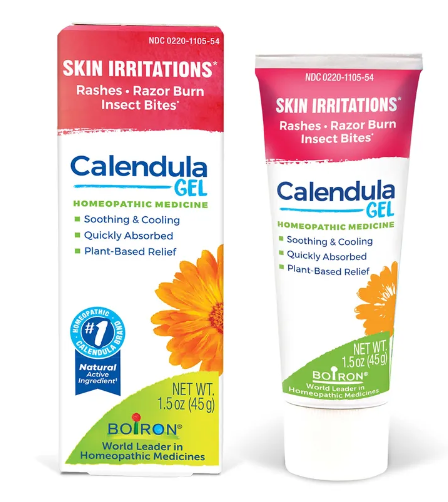 NDC 0220-1105-54
SKIN IRRITATIONS*
Rashes • Razor Burn
Insect Bites*
Calendula
GEL
HOMEOPATHIC MEDICINE
Soothing & Cooling
Quickly Absorbed
Plant-Based Relief
HOMEOPATHIC
#1
CALENDULA BRAND
Natural
Active
Ingredient†
NET WT.
1.5 oz (45 g)
BOIRON®
World Leader in
Homeopathic Medicines
NDC 0220-1105-54
SKIN IRRITATIONS*
Rashes • Razor Burn
Insect Bites*
Calendula
GEL
HOMEOPATHIC MEDICINE
Soothing & Cooling
Quickly Absorbed
Plant-Based Relief
NET WT.
1.5 oz (45 g)
BOIRON®
World Leader in
Homeopathic Medicines